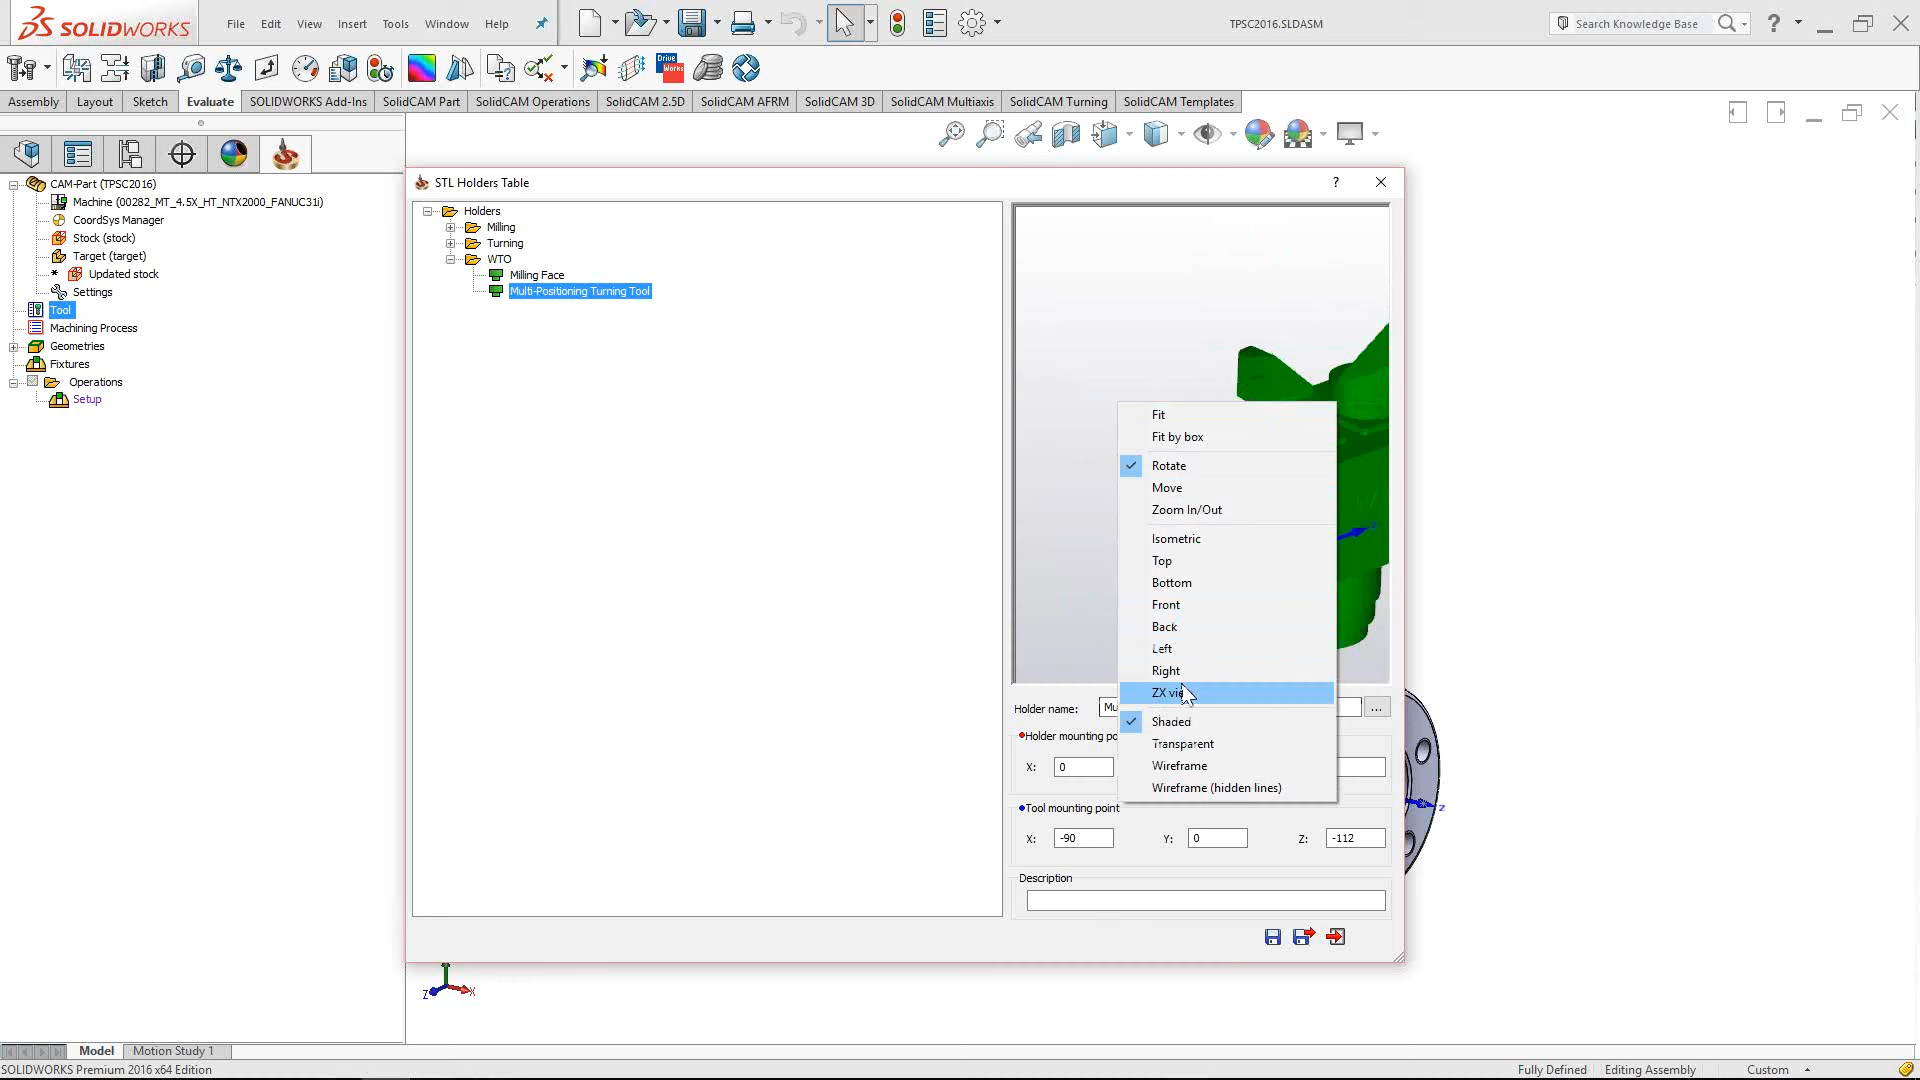 SOLIDWORKS File Edit View Insert Tools Window Help TPSC2016.SLDASM Search Knowledge Base ?
Drive Works
Assembly Layout Sketch Evaluate SOLIDWORKS Add-Ins SolidCAM Part SolidCAM Operations SolidCAM 2.5D SolidCAM AFRM SolidCAM 3D SolidCAM Multiaxis SolidCAM Turning SolidCAM Templates
CAM-Part (TPSC2016)
Machine (00282_MT_4.5X_HT_NTX2000_FANUC31i)
CoordSys Manager
Stock (stock)
Target (target)
* Updated stock
Settings
Tool
Machining Process
Geometries
Fixtures
Operations
Setup
STL Holders Table ?
Holders
Milling
Turning
WTO
Milling Face
Multi-Positioning Turning Tool
Fit
Fit by box
Rotate
Move
Zoom In/Out
Isometric
Top
Bottom
Front
Back
Left
Right
ZX vie
Shaded
Transparent
Wireframe
Wireframe (hidden lines)
Holder name: Mu ...
Holder mounting po
X: 0
Tool mounting point
X: -90 Y: 0 Z: -112
Description
z
Z X
Model Motion Study 1
SOLIDWORKS Premium 2016 x64 Edition Fully Defined Editing Assembly Custom